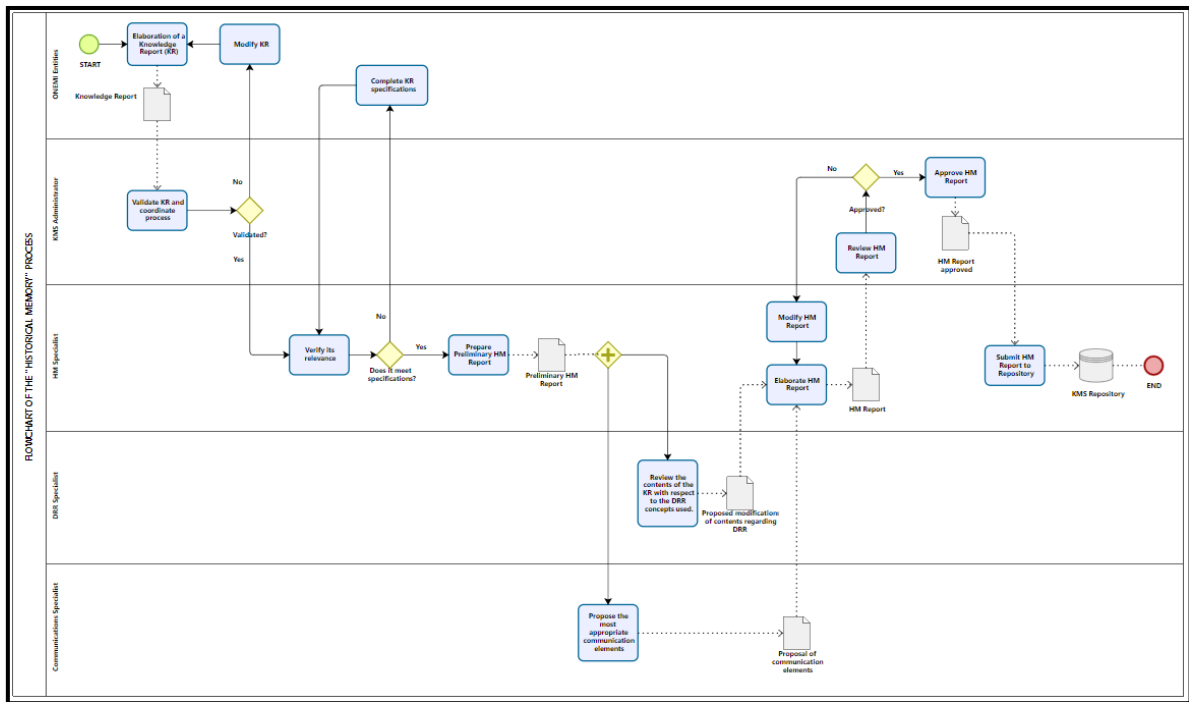 FLOWCHART OF THE "HISTORICAL MEMORY" PROCESS
ONEMI Entities
START
Elaboration of a
Knowledge
Report (KR)
Modify KR
Knowledge Report
Complete KR
specifications
KMS Administrator
Validate KR and
coordinate
process
No
Validated?
Yes
No
Approved?
Yes
Approve HM
Report
Review HM
Report
HM Report
approved
HM Specialist
Verify its
relevance
No
Does it meet
specifications?
Yes
Prepare
Preliminary HM
Report
Preliminary HM
Report
Modify HM
Report
Elaborate HM
Report
HM Report
Submit HM
Report to
Repository
KMS Repository
END
DRR Specialist
Review the
contents of the
KR with respect
to the DRR
concepts used.
Proposed modifications
of contents regarding
DRR
Communications Specialist
Propose the
most
appropriate
communication
elements
Proposal of
communication
elements